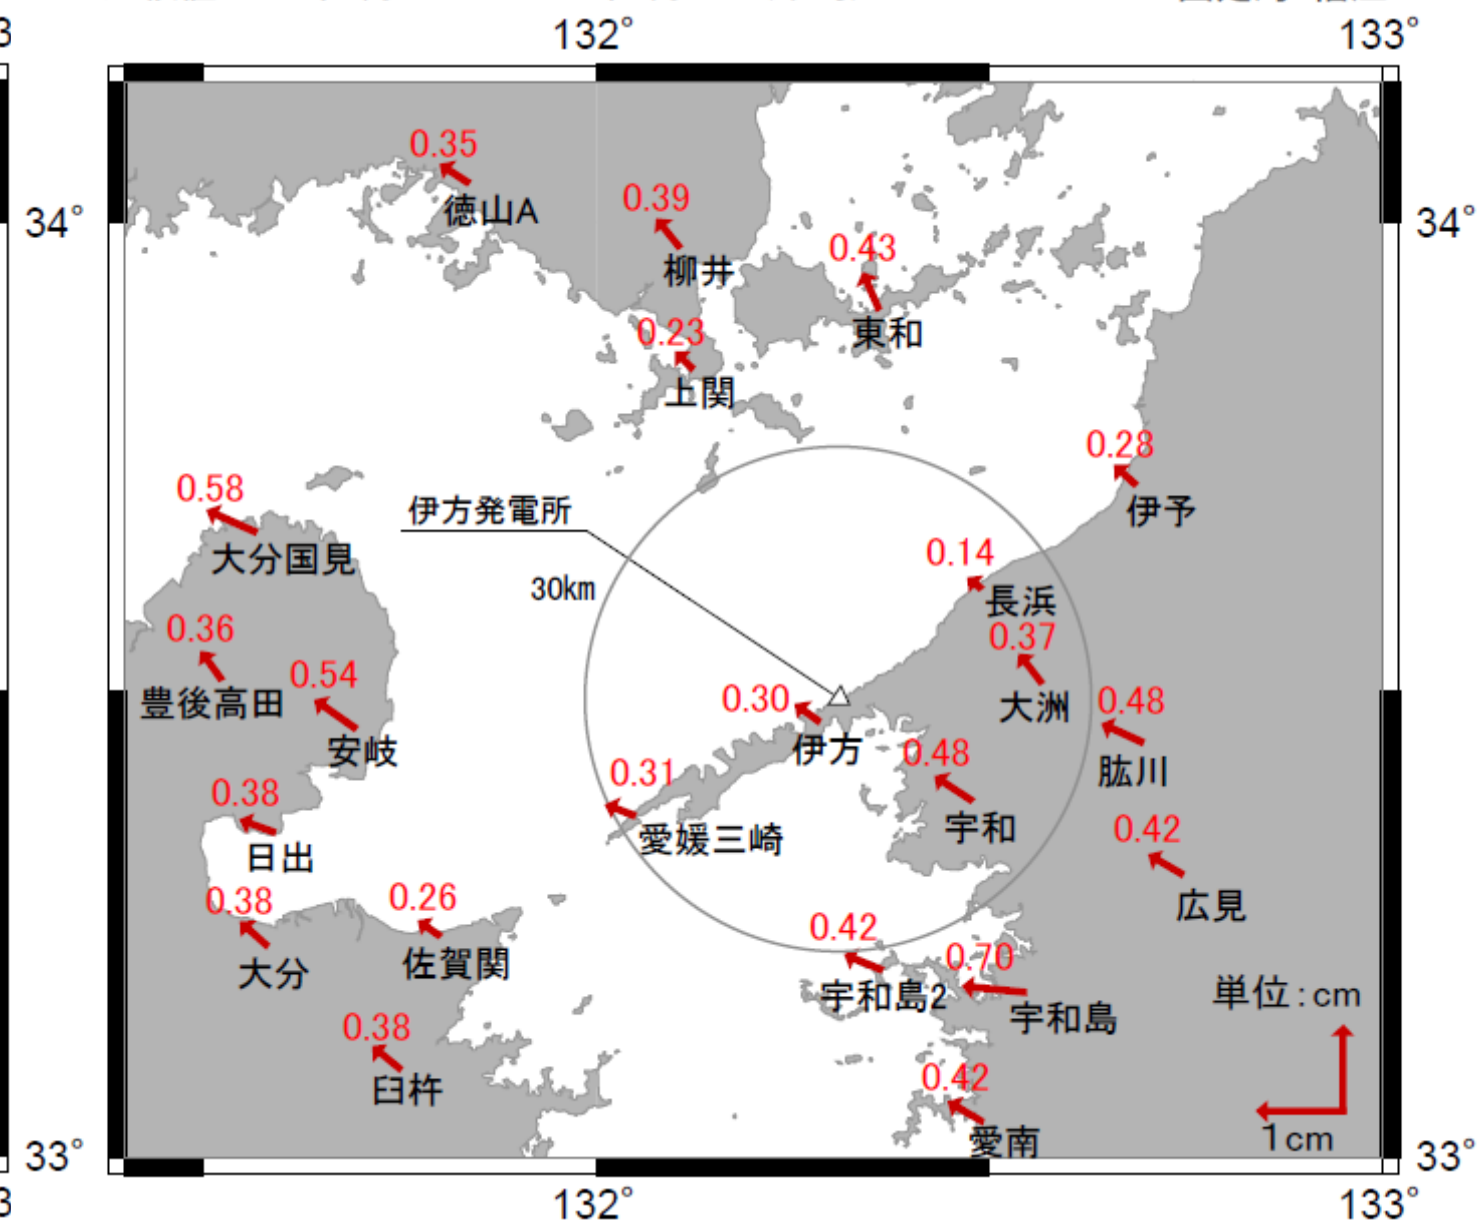 132° 133°
0.35
徳山A
34° 34°
0.39
柳井
0.43
東和
0.23
上関
0.28
伊予
0.58
大分国見
伊方発電所
30km
0.14
長浜
0.36
豊後高田
0.37
大洲
0.54
安岐
0.30
伊方
0.48
肱川
0.48
宇和
0.31
愛媛三崎
0.38
日出
0.42
広見
0.38
大分
0.26
佐賀関
0.42
宇和島2
0.70
宇和島
単位:cm
0.38
臼杵
0.42
愛南
1cm
33° 33°
132° 133°